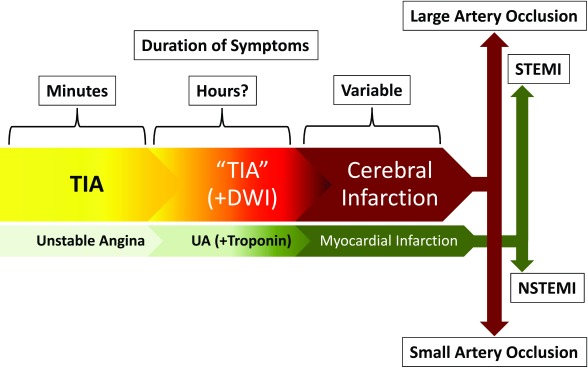 Large Artery Occlusion
Duration of Symptoms
STEMI
Minutes
Hours?
Variable
TIA
“TIA”
(+DWI)
Cerebral
Infarction
Unstable Angina
UA (+Troponin)
Myocardial Infarction
NSTEMI
Small Artery Occlusion